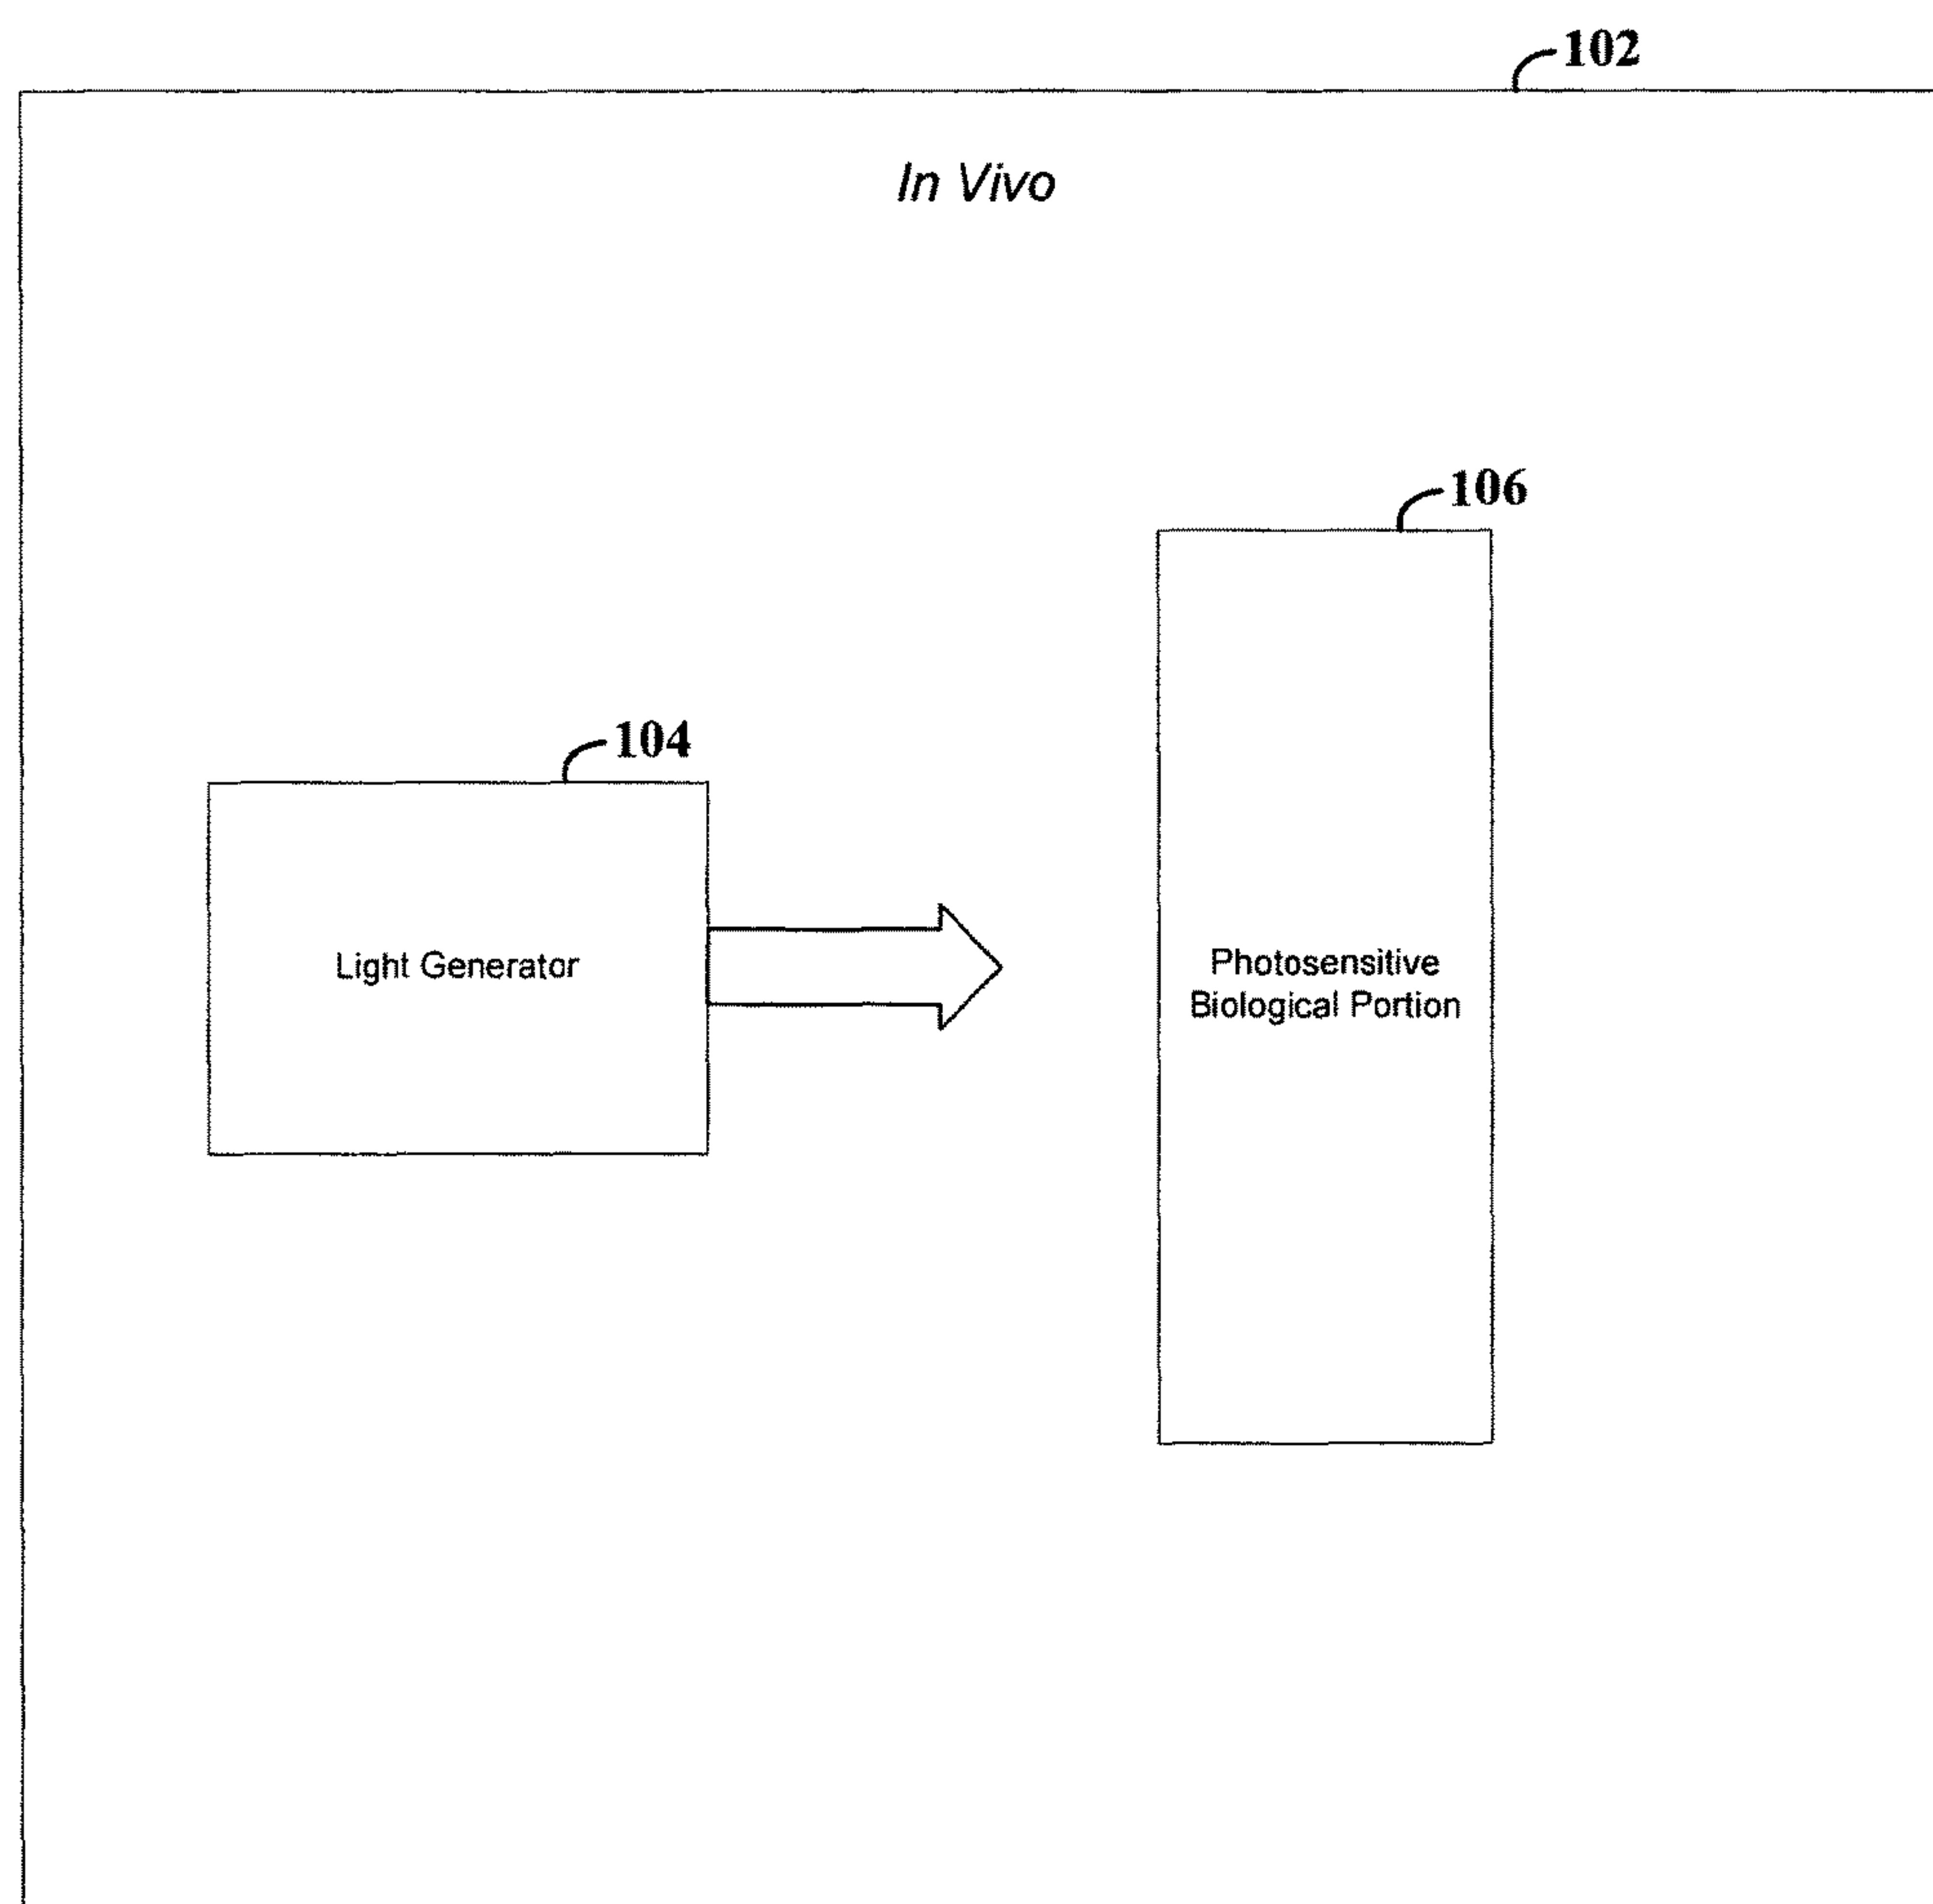 102
In Vivo
106
104
Light Generator
Photosensitive
Biological Portion